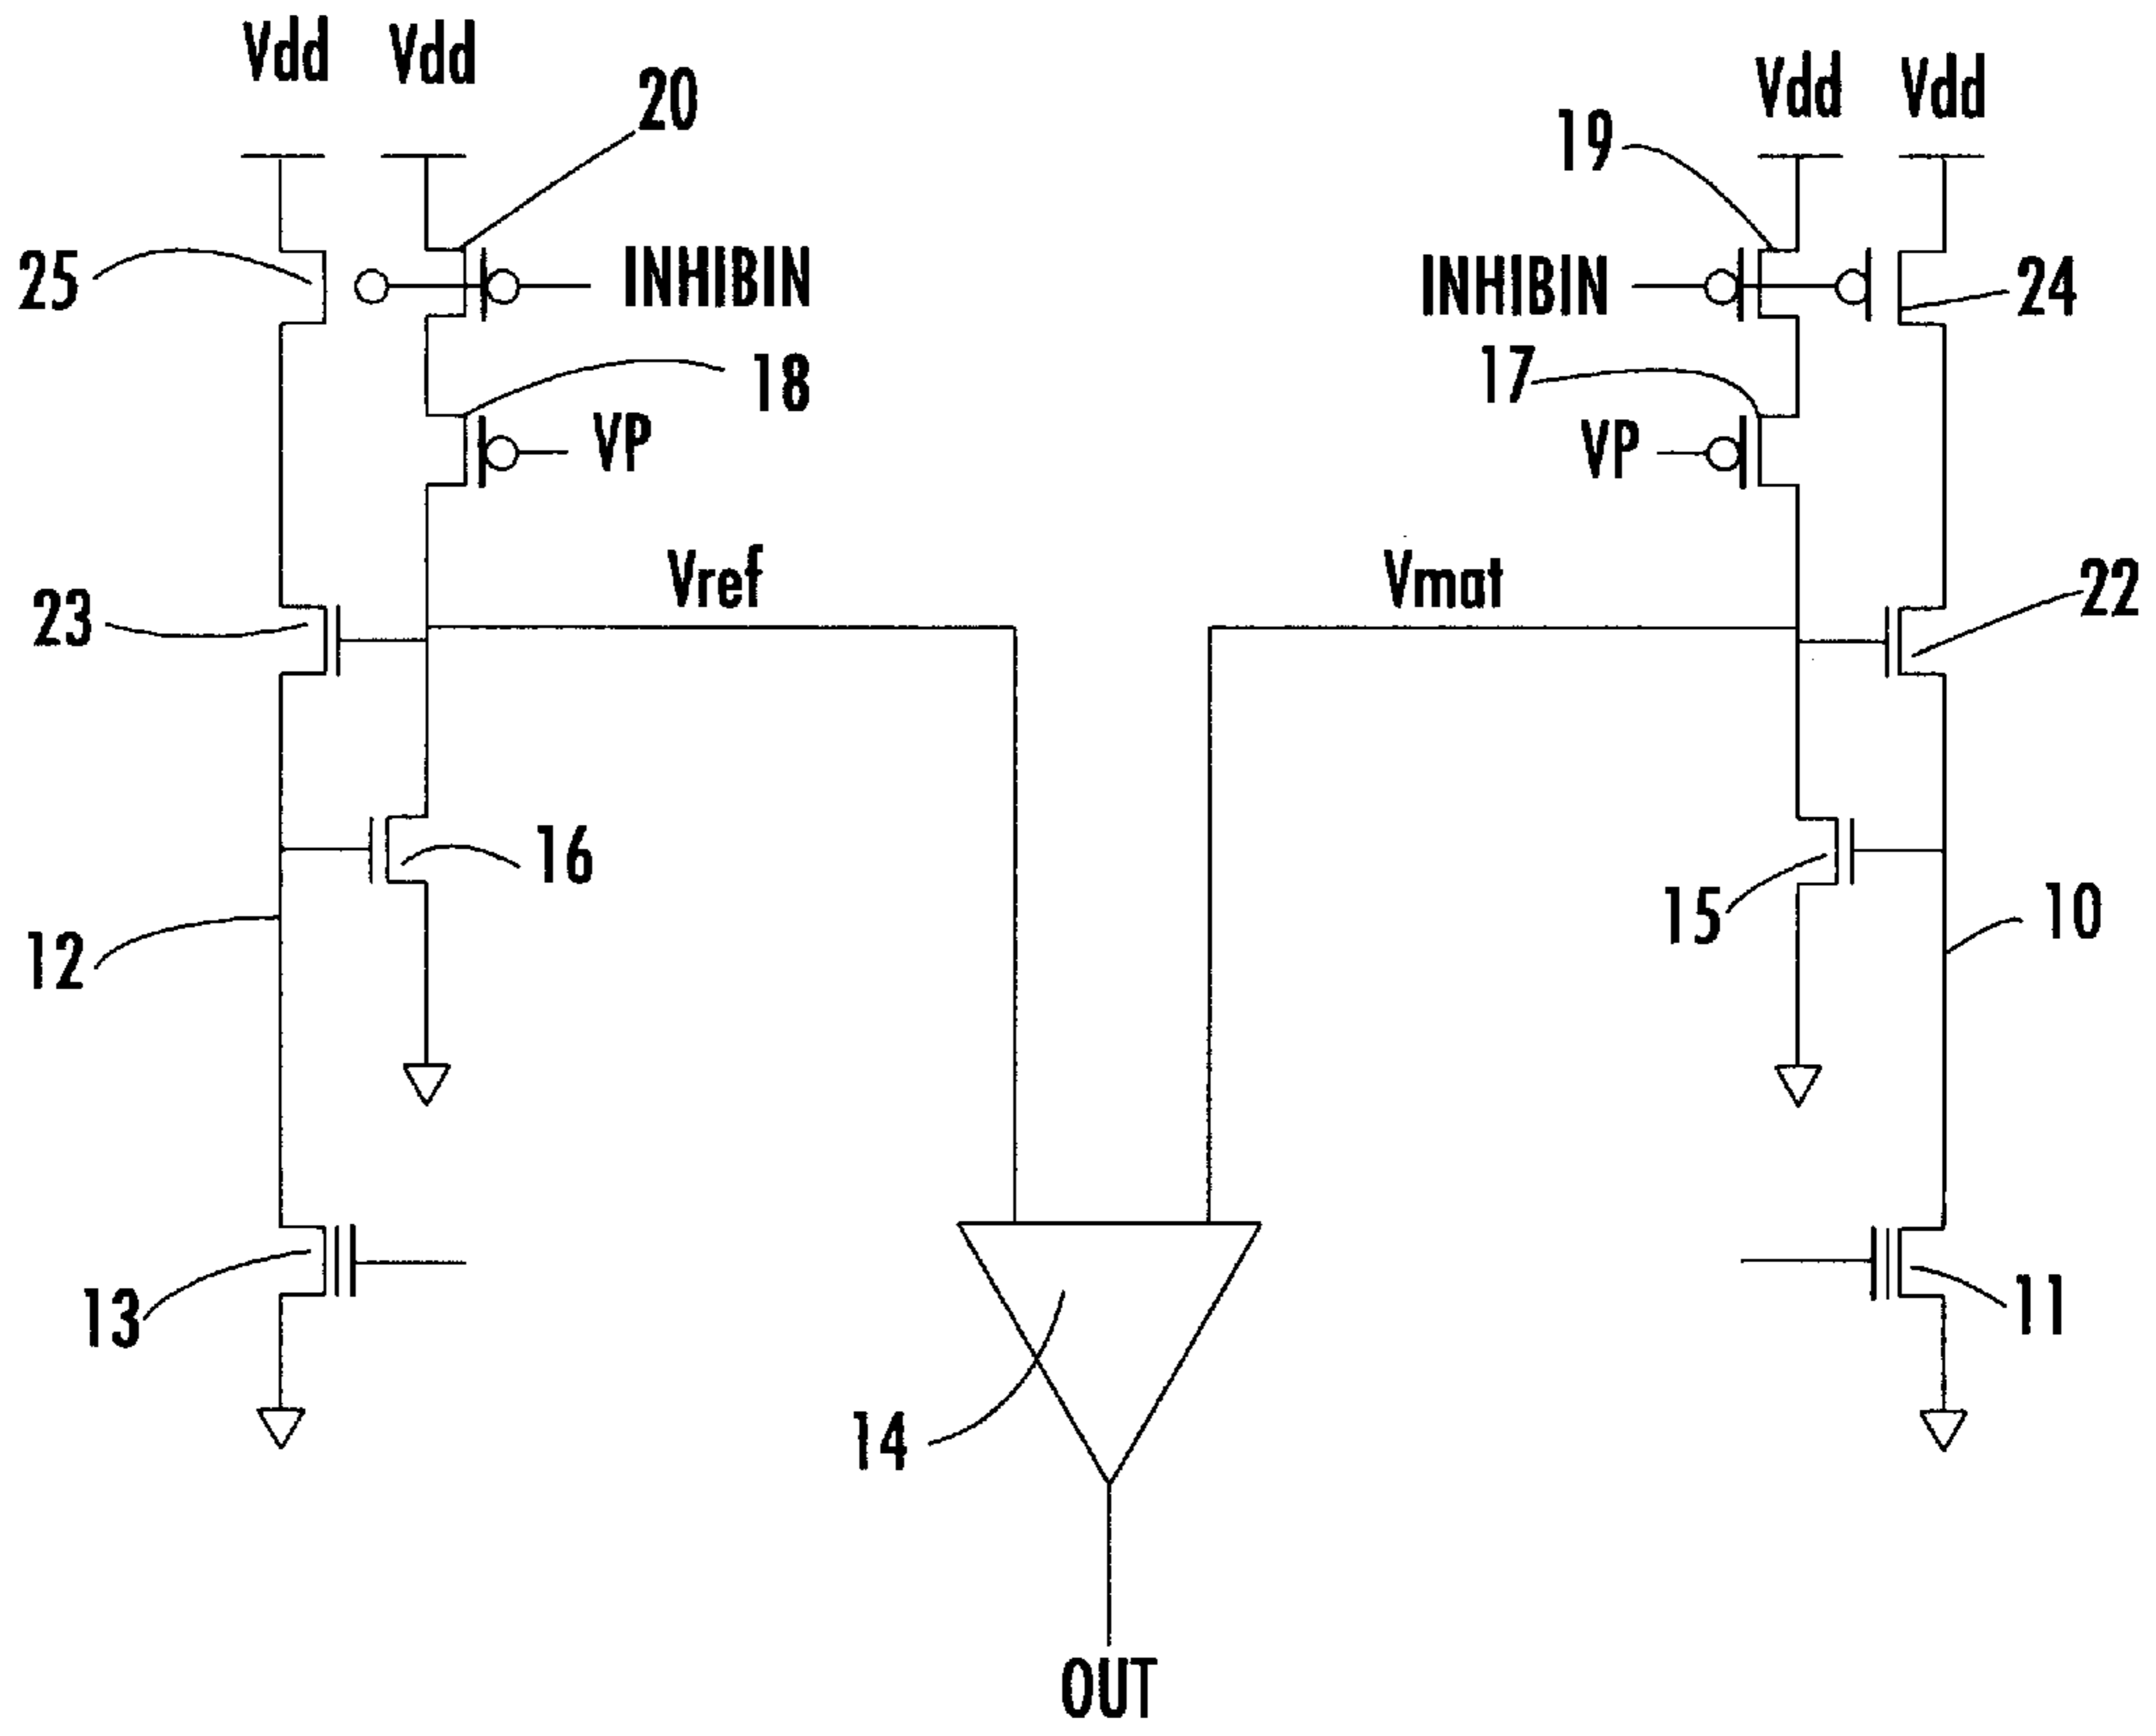 Vdd Vdd
20
Vdd Vdd
19
25
INHIBIN
INHIBIN
24
18
17
VP
VP
Vref
Vmat
23
22
16
15
12
10
13
11
14
OUT